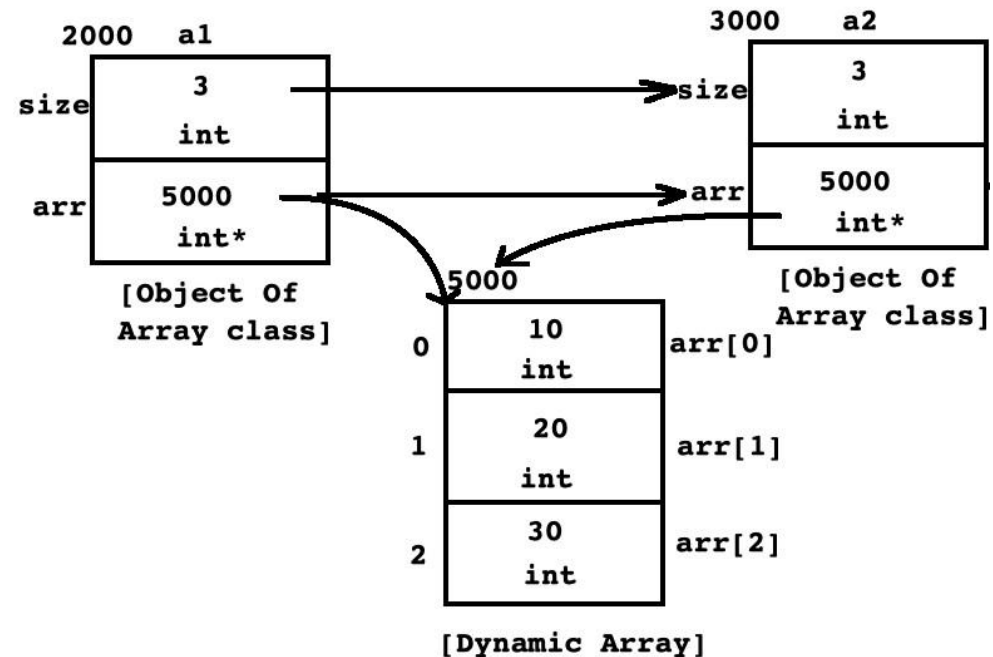 2000 a1
size
3
int
arr
5000
int*
[Object Of
Array class]
3000 a2
size
3
int
arr
5000
int*
[Object Of
Array class]
5000
0
10
int
arr[0]
1
20
int
arr[1]
2
30
int
arr[2]
[Dynamic Array]